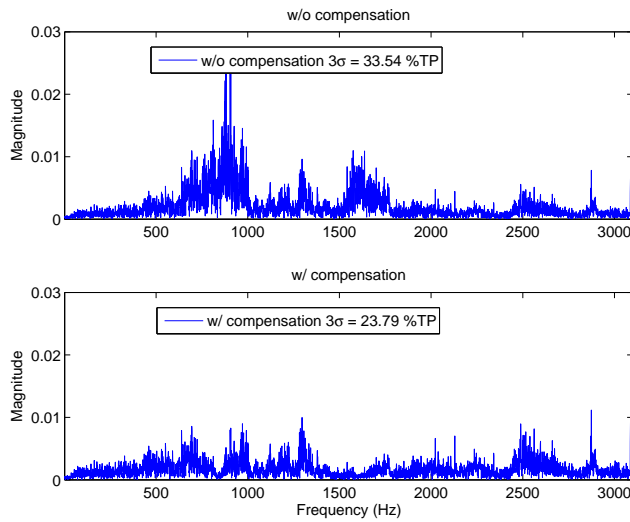 w/o compensation
0.03
w/o compensation 3σ = 33.54 %TP
0.02
Magnitude
0.01
0
500 1000 1500 2000 2500 3000
w/ compensation
0.03
w/ compensation 3σ = 23.79 %TP
0.02
Magnitude
0.01
0
500 1000 1500 2000 2500 3000
Frequency (Hz)